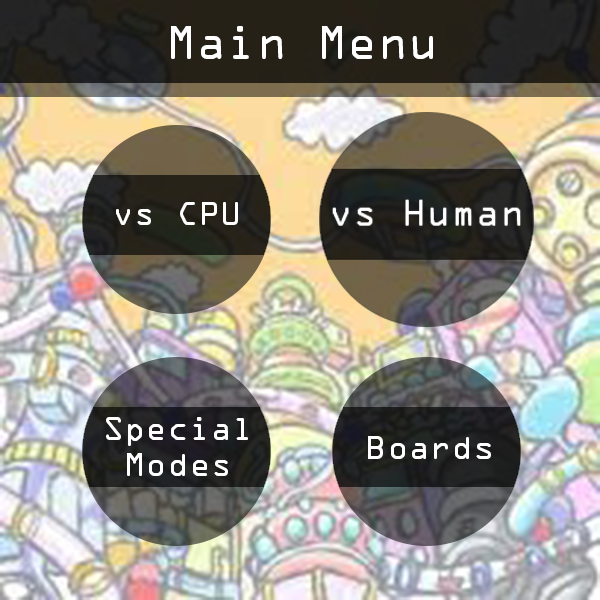 Main Menu
vs CPU
vs Human
Special
Modes
Boards